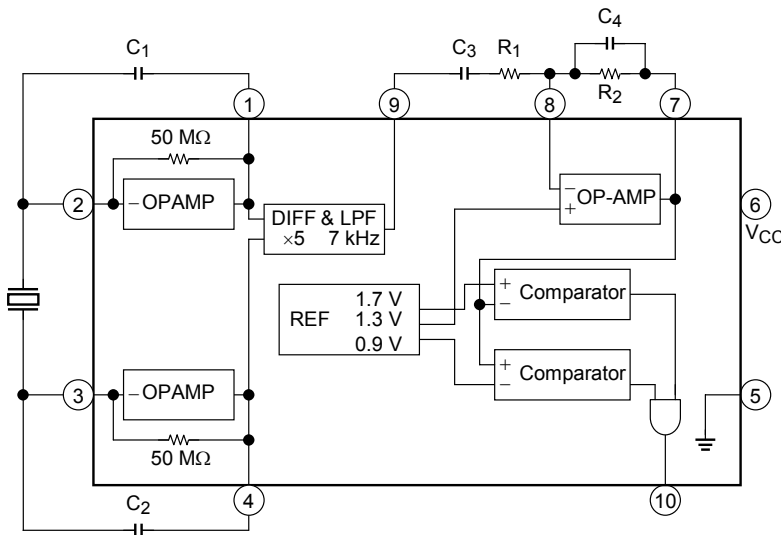 C1
C3
R1
C4
R2
1
9
8
7
50 MΩ
2
−
OPAMP
DIFF & LPF
×5 7 kHz
−
+
OP-AMP
6
VCC
REF
1.7 V
1.3 V
0.9 V
+
−
Comparator
+
−
Comparator
3
−
OPAMP
50 MΩ
5
4
10
C2